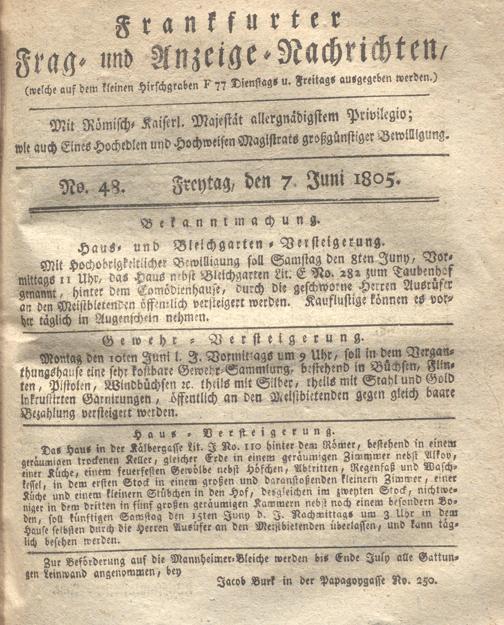 Frankfurter
Frag- und Anzeige-Nachrichten,
(welche auf dem kleinen Hirschgraben F 77 Dienstags u. Freitags ausgegeben werden.)
Mit Römisch-Kaiserl. Majestät allergnädigstem Privilegio;
wie auch Eines Hochedlen und Hochweisen Magistrats großgünstiger Bewilligung.
No. 48. Freytag, den 7. Juni 1805.
Bekanntmachung.
Haus- und Bleichgarten-Versteigerung.
Mit Hochobrigkeitlicher Bewilligung soll Samstag den 8ten Juny, Vor-
mittags 11 Uhr, das Haus nebst Bleichgarten Lit. E No. 282 zum Taubenhof
genannt, hinter dem Comödienhause, durch die geschworne Herren Ausrüfer
an den Meistbietenden öffentlich versteigert werden. Kauflustige können es vor-
her täglich in Augenschein nehmen.
Gewehr-Versteigerung.
Montag den 10ten Juni l. J. Vormittags um 9 Uhr, soll in dem Vergan-
thungshause eine sehr kostbare Gewehr-Sammlung, bestehend in Büchsen, Flin-
ten, Pistolen, Windbüchsen ꝛc. theils mit Silber, theils mit Stahl und Gold
inkrustirten Garnitungen, öffentlich an den Meistbietenden gegen gleich baare
Bezahlung versteigert werden.
Haus-Versteigerung.
Das Haus in der Kälbergasse Lit. J No. 110 hinter dem Römer, bestehend in einem
geräumigen trockenen Keller, gleicher Erde in einem geräumigen Zimmmer nebst Alkov,
einer Küche, einem feuerfesten Gewölbe nebst Höfchen, Abtritten, Regenfaß und Wasch-
kessel, in dem ersten Stock in einem großen und daranstoßenden kleinern Zimmer, einer
Küche und einem kleinern Stübchen in den Hof, desgleichen im zweyten Stock, nichtwe-
niger in dem dritten in fünf großen geräumigen Kammern nebst noch einem besondern Bo-
den, soll künftigen Samstag den 15ten Juny d. J. Nachmittags um 3 Uhr in dem
Hause selbsten durch die Herren Ausrüfer an den Meistbietenden überlassen, und kann täg-
lich besehen werden.
Zur Beförderung auf die Mannheimer-Bleiche werden bis Ende July alle Gattun-
gen Leinwand angenommen, bey
Jacob Burk in der Papagoygasse No. 250.